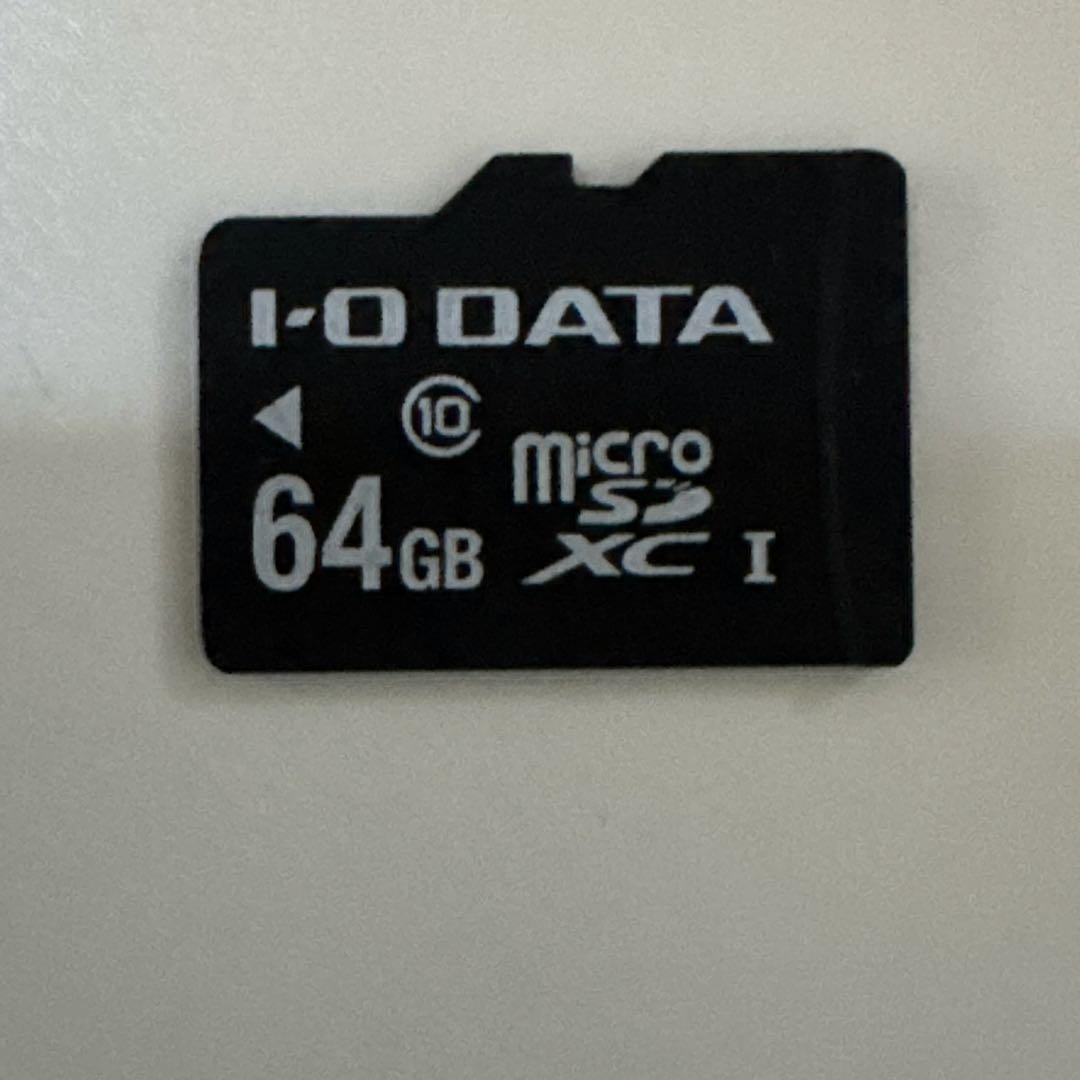 I-O DATA
10
micro
SD
64GB XC I